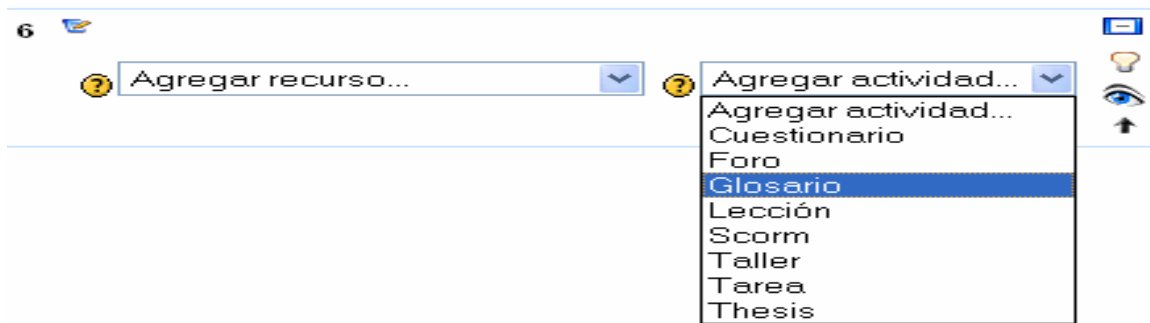 6
? Agregar recurso... ? Agregar actividad...
Agregar actividad...
Cuestionario
Foro
Glosario
Lección
Scorm
Taller
Tarea
Thesis